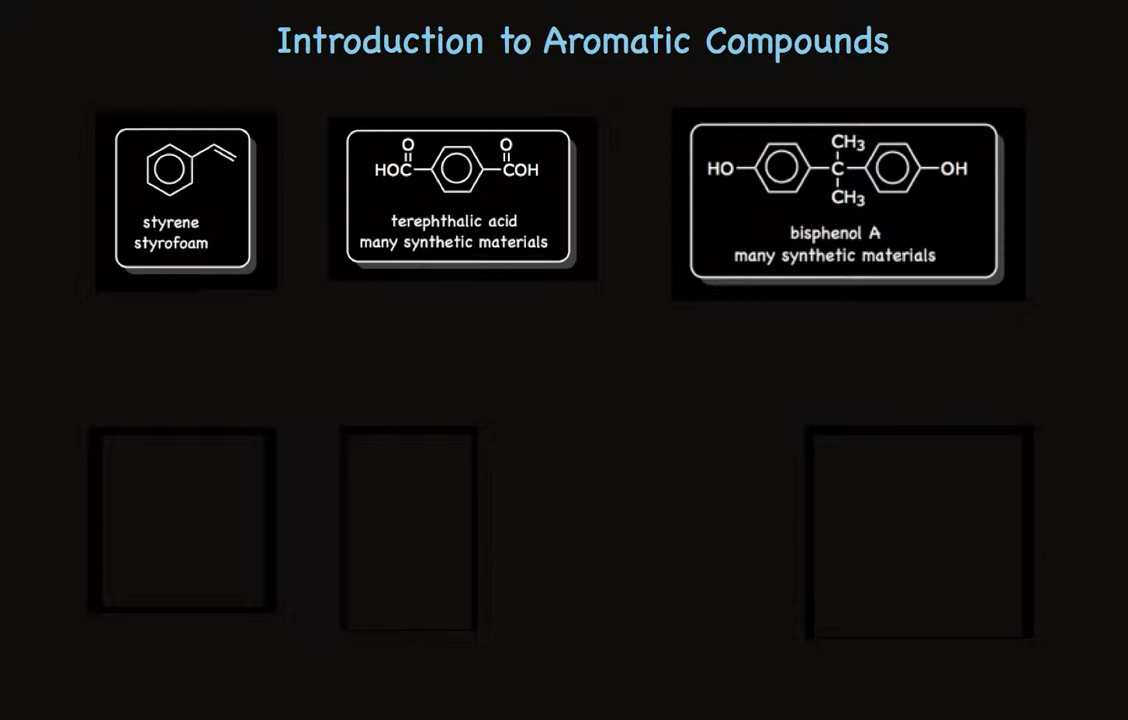 Introduction to Aromatic Compounds
styrene
styrofoam
O O
HOC COH
terephthalic acid
many synthetic materials
CH₃
HO C OH
CH₃
bisphenol A
many synthetic materials